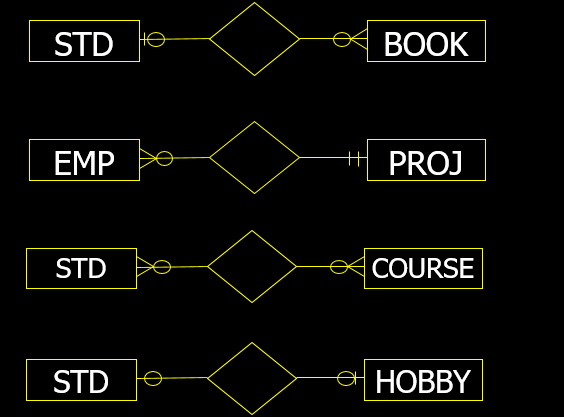 STD BOOK
EMP PROJ
STD COURSE
STD HOBBY